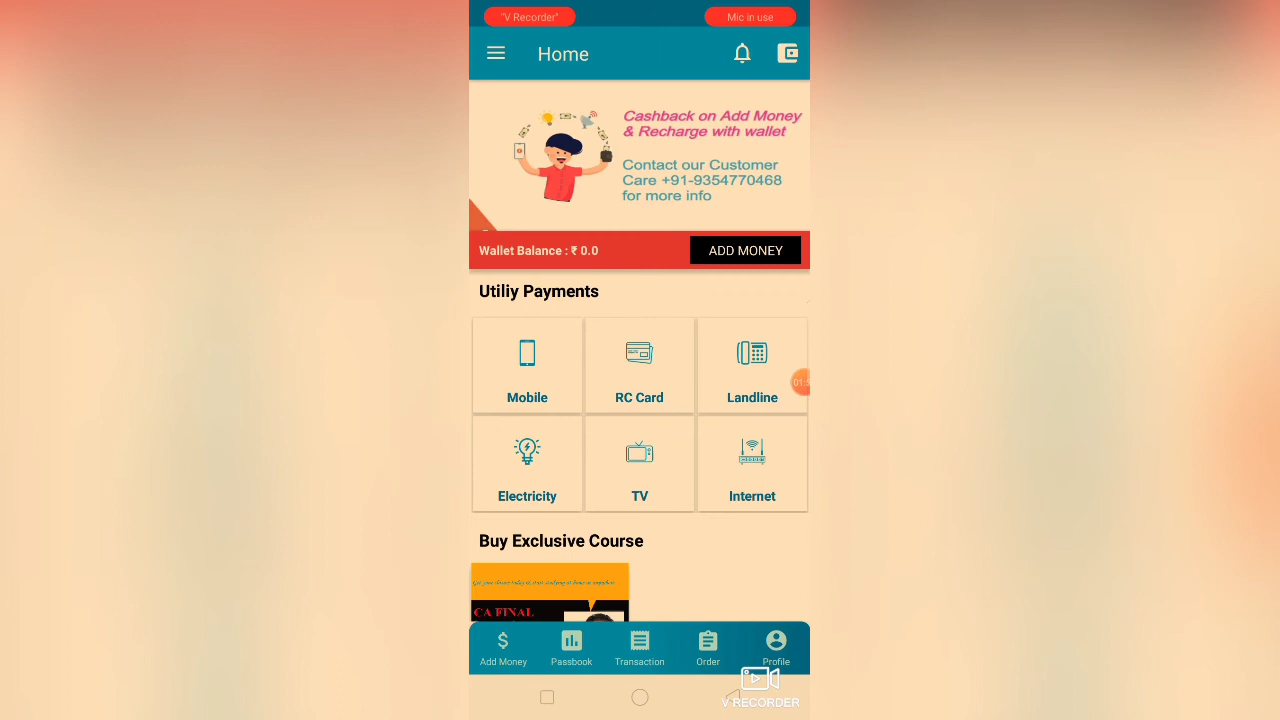 "V Recorder"
Mic in use
Home
Cashback on Add Money
& Recharge with wallet
Contact our Customer
Care +91-9354770468
for more info
Wallet Balance : ₹ 0.0
ADD MONEY
Utiliy Payments
Mobile
RC Card
Landline
Electricity
TV
Internet
Buy Exclusive Course
CA FINAL
Add Money
Passbook
Transaction
Order
Profile
V RECORDER